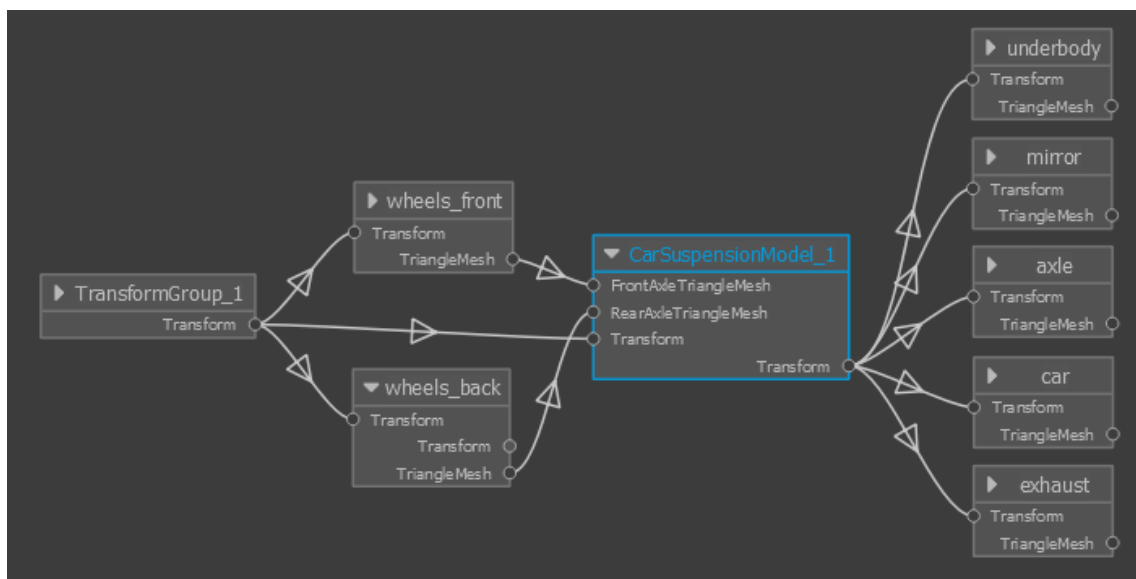 TransformGroup_1
Transform
wheels_front
Transform
TriangleMesh
wheels_back
Transform
Transform
TriangleMesh
CarSuspensionModel_1
FrontAxleTriangleMesh
RearAxleTriangleMesh
Transform
Transform
underbody
Transform
TriangleMesh
mirror
Transform
TriangleMesh
axle
Transform
TriangleMesh
car
Transform
TriangleMesh
exhaust
Transform
TriangleMesh